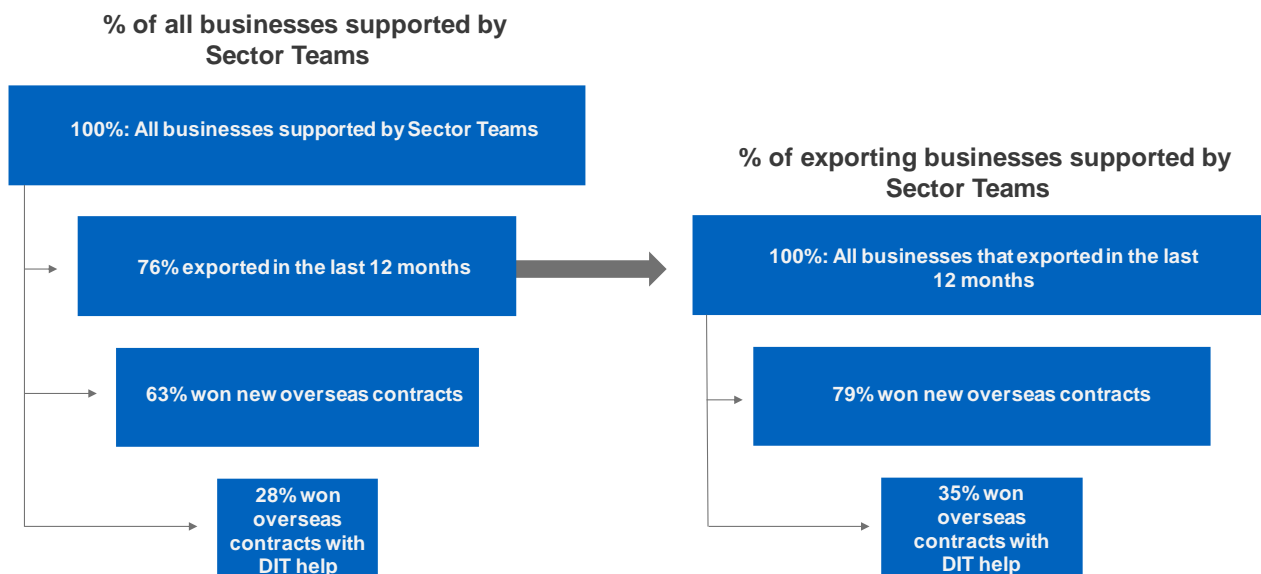 % of all businesses supported by
Sector Teams
100%: All businesses supported by Sector Teams
76% exported in the last 12 months
63% won new overseas contracts
28% won
overseas
contracts with
DIT help
% of exporting businesses supported by
Sector Teams
100%: All businesses that exported in the last
12 months
79% won new overseas contracts
35% won
overseas
contracts with
DIT help